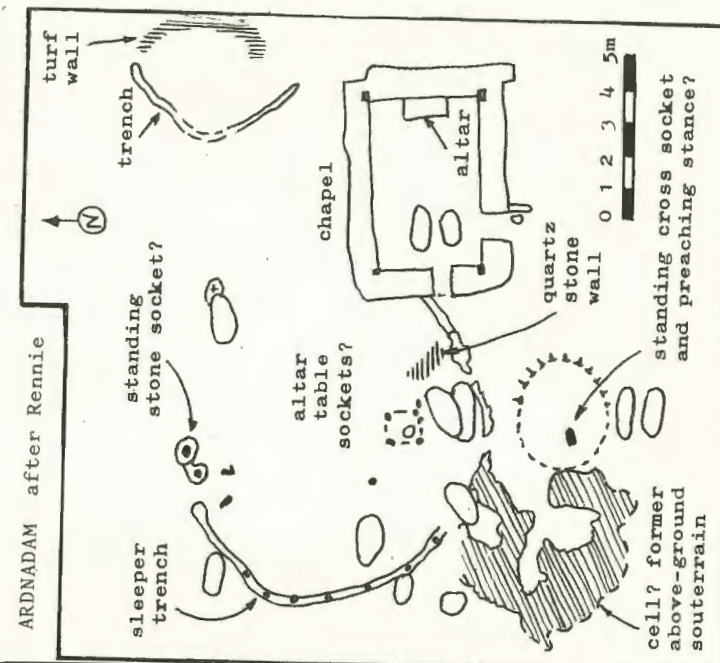 ARDNADAM after Rennie
turf
wall
trench
N
standing
stone socket?
chapel
altar
altar
table
sockets?
quartz
stone
wall
sleeper
trench
0 1 2 3 4 5m
standing cross socket
and preaching stance?
cell? former
above-ground
souterrain